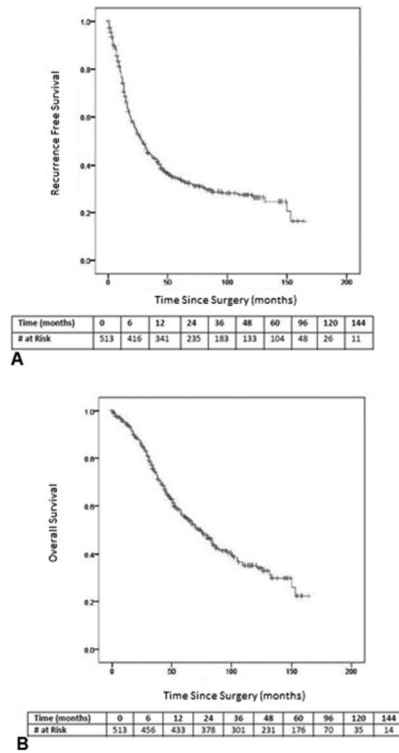 1.0
0.8
0.6
0.4
0.2
0.0
Recurrence Free Survival
0 50 100 150 200
Time Since Surgery (months)
Time (months) 0 6 12 24 36 48 60 96 120 144
# at Risk 513 416 341 235 183 133 104 48 26 11
A
1.0
0.8
0.6
0.4
0.2
0.0
Overall Survival
0 50 100 150 200
Time Since Surgery (months)
Time (months) 0 6 12 24 36 48 60 96 120 144
# at Risk 513 456 433 378 301 231 176 70 35 14
B